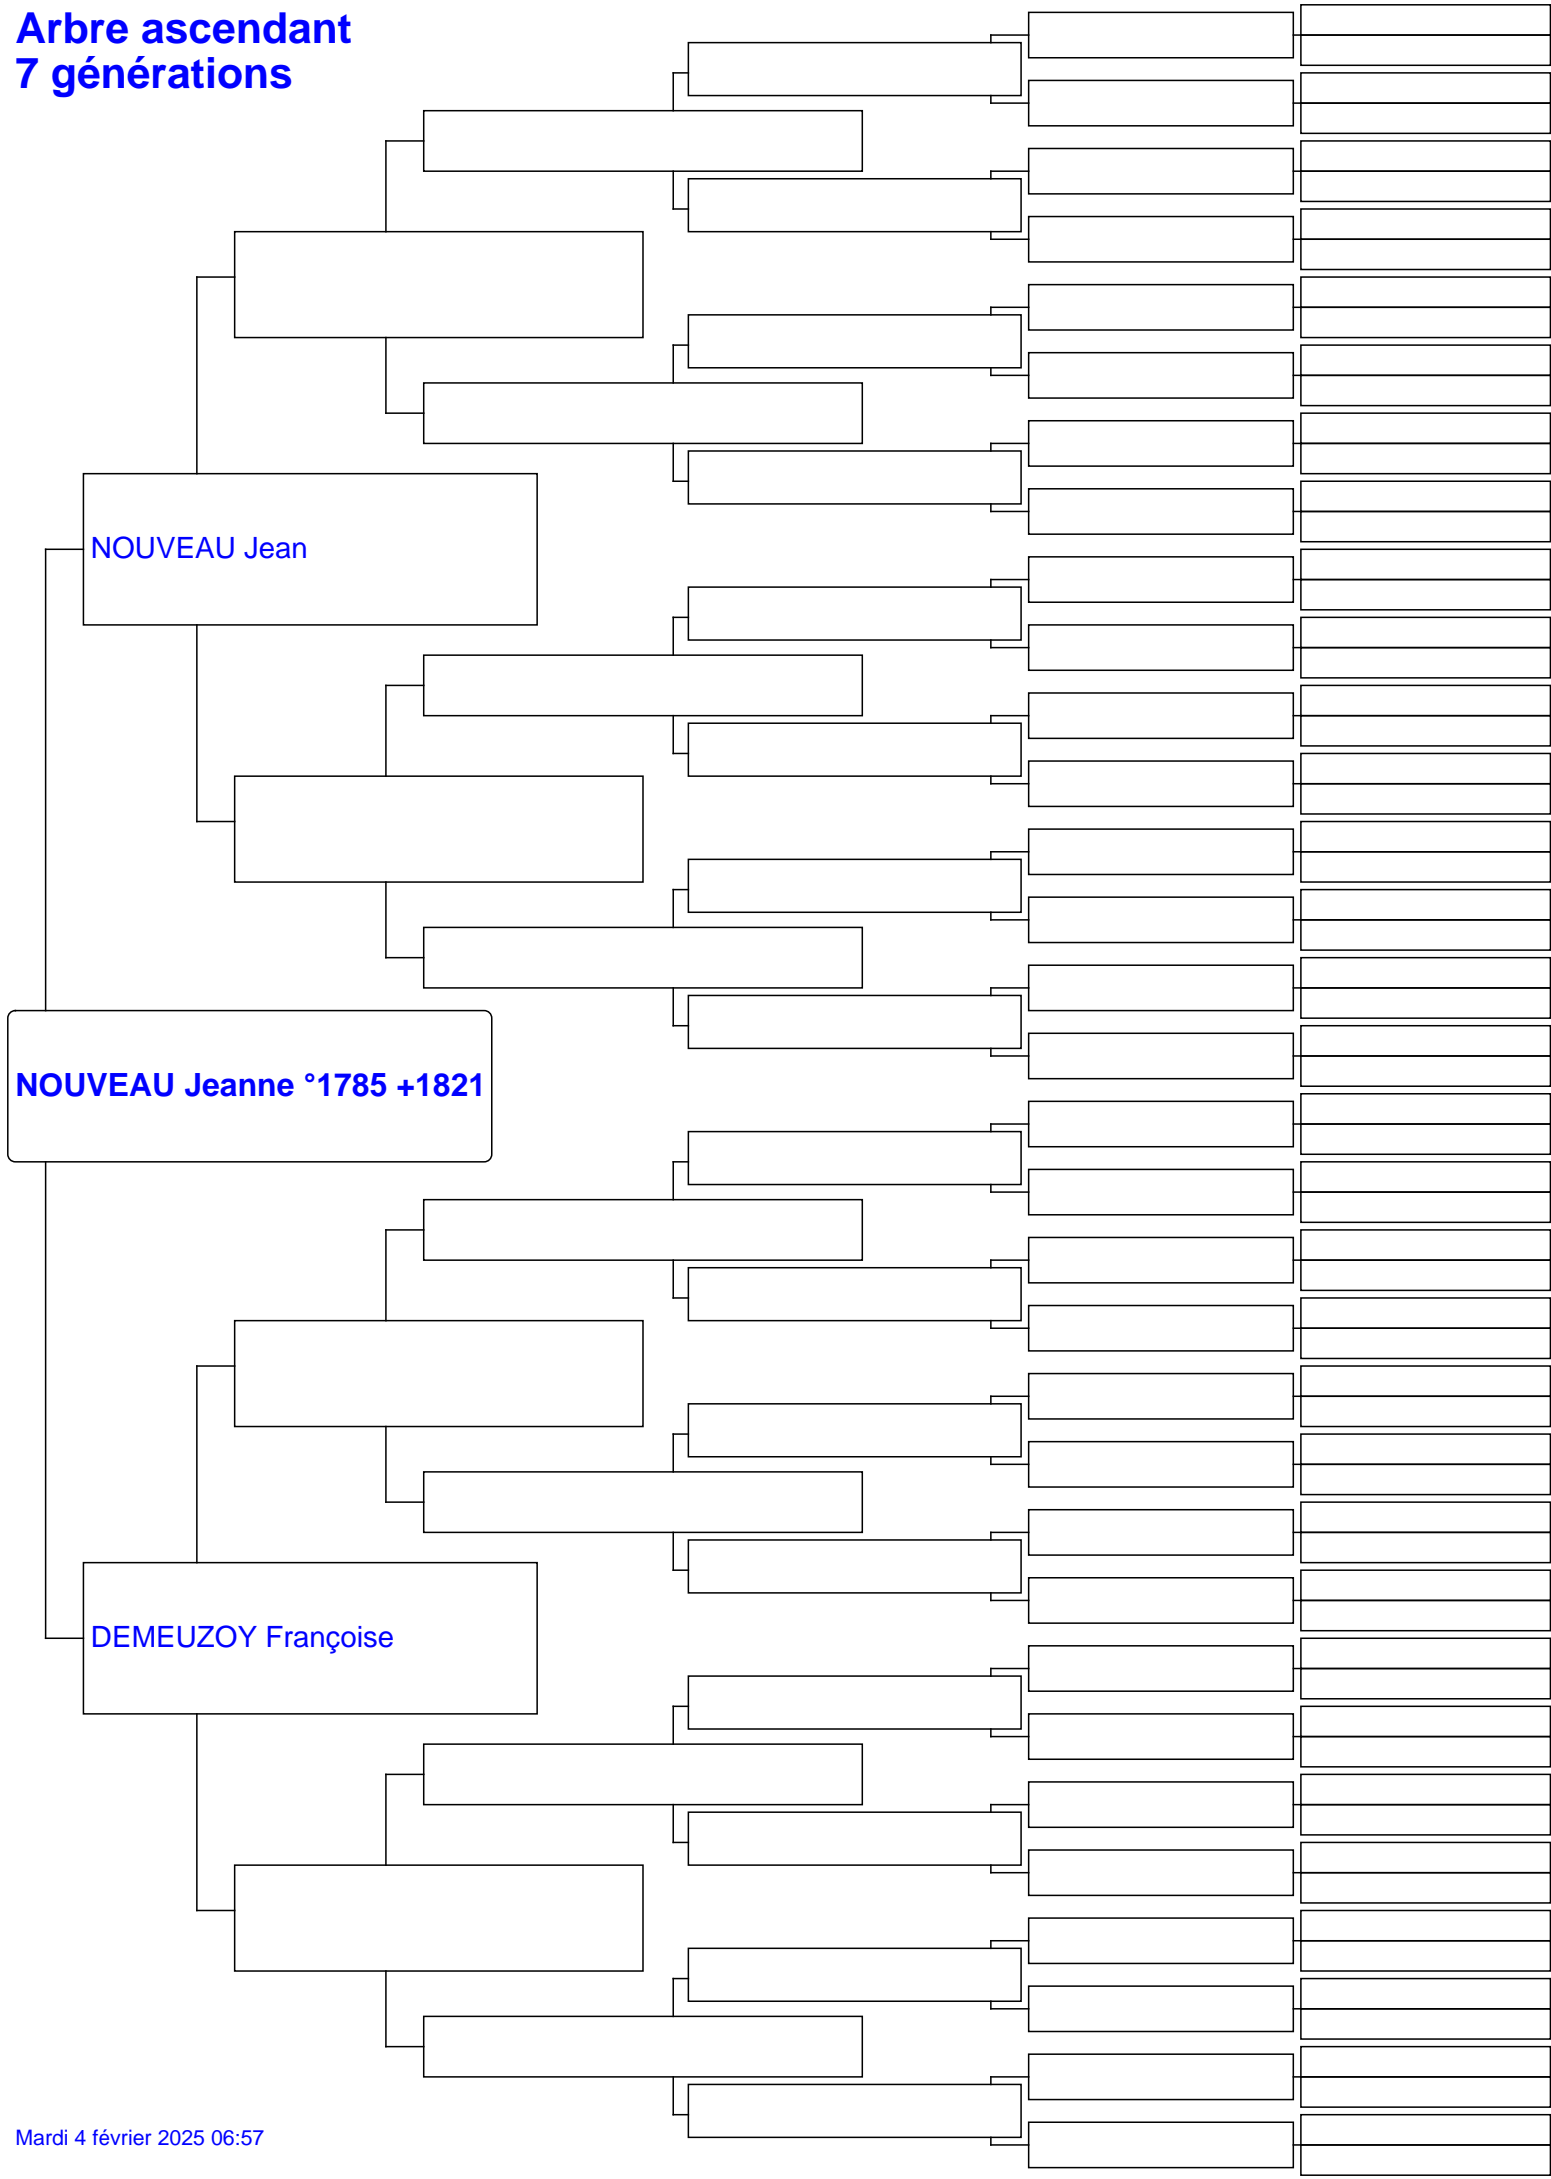 Arbre ascendant
7 générations
NOUVEAU Jean
NOUVEAU Jeanne °1785 +1821
DEMEUZOY Françoise
Mardi 4 février 2025 06:57